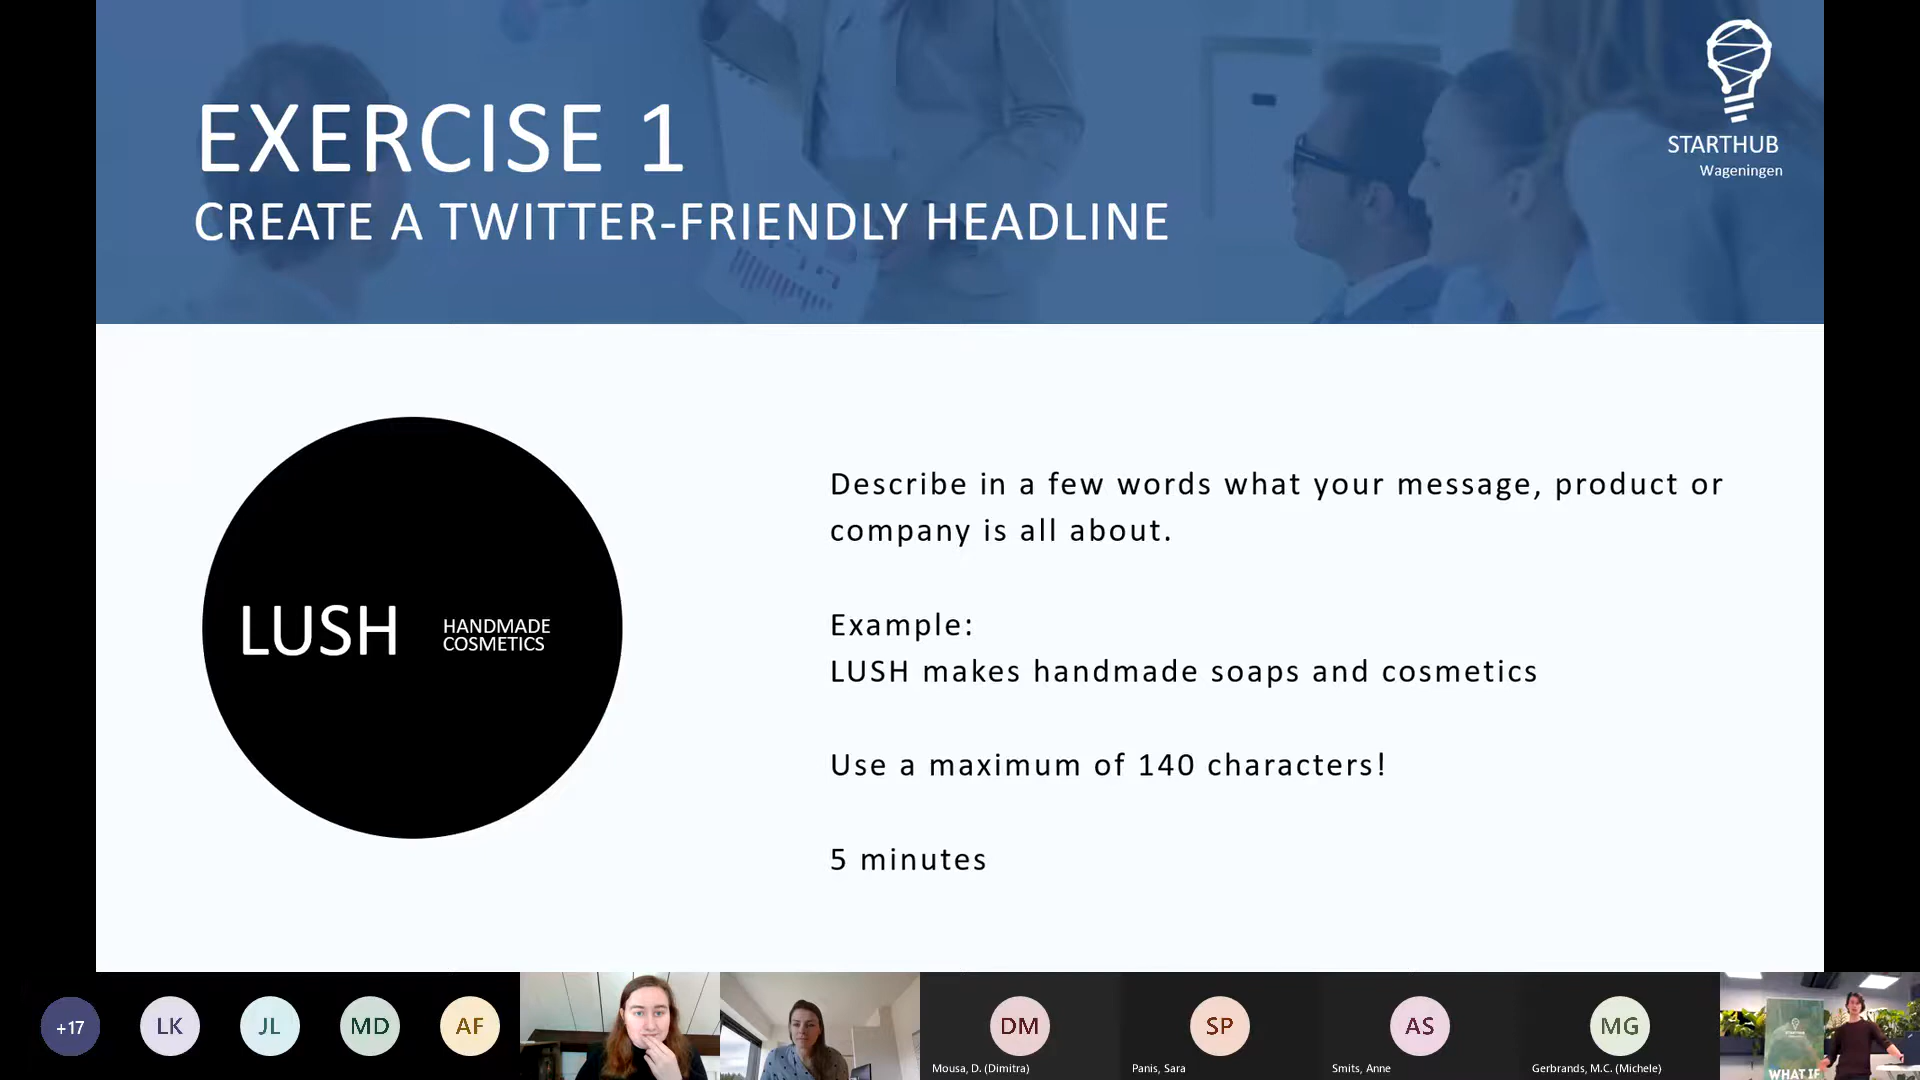 EXERCISE 1
CREATE A TWITTER-FRIENDLY HEADLINE
STARTHUB
Wageningen
LUSH
HANDMADE
COSMETICS
Describe in a few words what your message, product or
company is all about.
Example:
LUSH makes handmade soaps and cosmetics
Use a maximum of 140 characters!
5 minutes
+17
LK
JL
MD
AF
DM
Mousa, D. (Dimitra)
SP
Panis, Sara
AS
Smits, Anne
MG
Gerbrands, M.C. (Michele)
WHAT IF